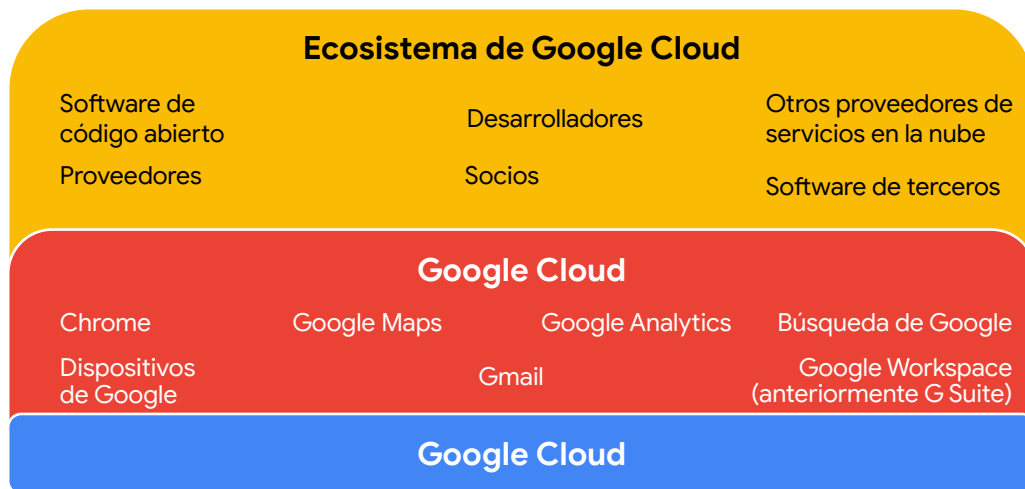 Ecosistema de Google Cloud
Software de
código abierto
Desarrolladores
Otros proveedores de
servicios en la nube
Proveedores
Socios
Software de terceros
Google Cloud
Chrome
Google Maps
Google Analytics
Búsqueda de Google
Dispositivos
de Google
Gmail
Google Workspace
(anteriormente G Suite)
Google Cloud